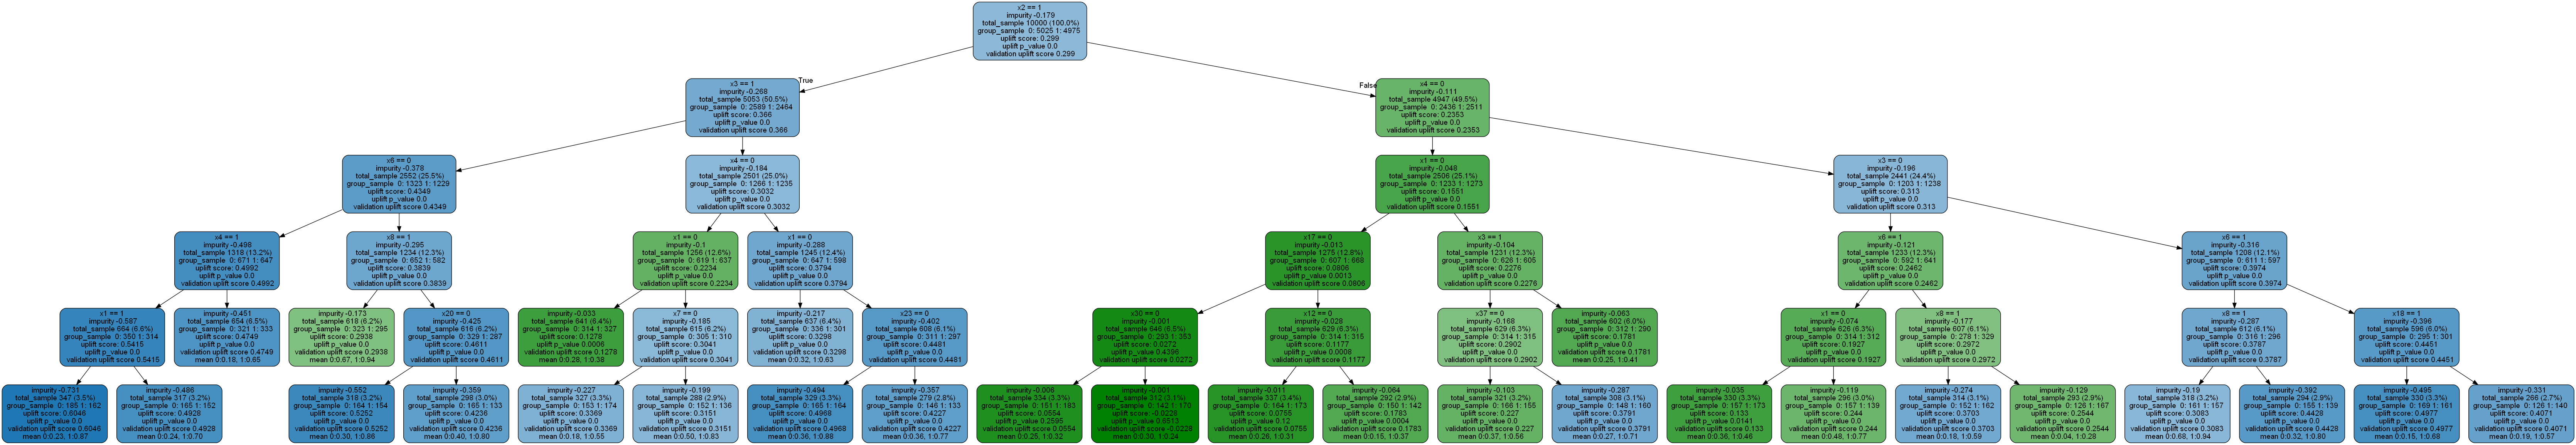 x2 == 1
impurity -0.179
total_sample 10000 (100.0%)
group_sample 0: 5025 1: 4975
uplift score: 0.299
uplift p_value 0.0
validation uplift score 0.299
True
False
x3 == 1
impurity -0.268
total_sample 5053 (50.5%)
group_sample 0: 2589 1: 2464
uplift score: 0.366
uplift p_value 0.0
validation uplift score 0.366
x4 == 0
impurity -0.111
total_sample 4947 (49.5%)
group_sample 0: 2436 1: 2511
uplift score: 0.2353
uplift p_value 0.0
validation uplift score 0.2353
x6 == 0
impurity -0.378
total_sample 2552 (25.5%)
group_sample 0: 1323 1: 1229
uplift score: 0.4349
uplift p_value 0.0
validation uplift score 0.4349
x4 == 0
impurity -0.184
total_sample 2501 (25.0%)
group_sample 0: 1266 1: 1235
uplift score: 0.3032
uplift p_value 0.0
validation uplift score 0.3032
x1 == 0
impurity -0.048
total_sample 2506 (25.1%)
group_sample 0: 1233 1: 1273
uplift score: 0.1551
uplift p_value 0.0
validation uplift score 0.1551
x3 == 0
impurity -0.196
total_sample 2441 (24.4%)
group_sample 0: 1203 1: 1238
uplift score: 0.313
uplift p_value 0.0
validation uplift score 0.313
x4 == 1
impurity -0.498
total_sample 1318 (13.2%)
group_sample 0: 671 1: 647
uplift score: 0.4992
uplift p_value 0.0
validation uplift score 0.4992
x8 == 1
impurity -0.295
total_sample 1234 (12.3%)
group_sample 0: 652 1: 582
uplift score: 0.3839
uplift p_value 0.0
validation uplift score 0.3839
x1 == 0
impurity -0.1
total_sample 1256 (12.6%)
group_sample 0: 619 1: 637
uplift score: 0.2234
uplift p_value 0.0
validation uplift score 0.2234
x1 == 0
impurity -0.288
total_sample 1245 (12.4%)
group_sample 0: 647 1: 598
uplift score: 0.3794
uplift p_value 0.0
validation uplift score 0.3794
x17 == 0
impurity -0.013
total_sample 1275 (12.8%)
group_sample 0: 607 1: 668
uplift score: 0.0806
uplift p_value 0.0013
validation uplift score 0.0806
x3 == 1
impurity -0.104
total_sample 1231 (12.3%)
group_sample 0: 626 1: 605
uplift score: 0.2276
uplift p_value 0.0
validation uplift score 0.2276
x6 == 1
impurity -0.121
total_sample 1233 (12.3%)
group_sample 0: 592 1: 641
uplift score: 0.2462
uplift p_value 0.0
validation uplift score 0.2462
x6 == 1
impurity -0.316
total_sample 1208 (12.1%)
group_sample 0: 611 1: 597
uplift score: 0.3974
uplift p_value 0.0
validation uplift score 0.3974
x1 == 1
impurity -0.587
total_sample 664 (6.6%)
group_sample 0: 350 1: 314
uplift score: 0.5415
uplift p_value 0.0
validation uplift score 0.5415
impurity -0.451
total_sample 654 (6.5%)
group_sample 0: 321 1: 333
uplift score: 0.4749
uplift p_value 0.0
validation uplift score 0.4749
mean 0:0.18, 1:0.65
impurity -0.173
total_sample 618 (6.2%)
group_sample 0: 323 1: 295
uplift score: 0.2938
uplift p_value 0.0
validation uplift score 0.2938
mean 0:0.67, 1:0.94
x20 == 0
impurity -0.425
total_sample 616 (6.2%)
group_sample 0: 329 1: 287
uplift score: 0.4611
uplift p_value 0.0
validation uplift score 0.4611
impurity -0.033
total_sample 641 (6.4%)
group_sample 0: 314 1: 327
uplift score: 0.1278
uplift p_value 0.0006
validation uplift score 0.1278
mean 0:0.28, 1:0.38
x7 == 0
impurity -0.185
total_sample 615 (6.2%)
group_sample 0: 305 1: 310
uplift score: 0.3041
uplift p_value 0.0
validation uplift score 0.3041
impurity -0.217
total_sample 637 (6.4%)
group_sample 0: 336 1: 301
uplift score: 0.3298
uplift p_value 0.0
validation uplift score 0.3298
mean 0:0.32, 1:0.63
x23 == 0
impurity -0.402
total_sample 608 (6.1%)
group_sample 0: 311 1: 297
uplift score: 0.4481
uplift p_value 0.0
validation uplift score 0.4481
x30 == 0
impurity -0.001
total_sample 646 (6.5%)
group_sample 0: 293 1: 353
uplift score: 0.0272
uplift p_value 0.4396
validation uplift score 0.0272
x12 == 0
impurity -0.028
total_sample 629 (6.3%)
group_sample 0: 314 1: 315
uplift score: 0.1177
uplift p_value 0.0008
validation uplift score 0.1177
x37 == 0
impurity -0.168
total_sample 629 (6.3%)
group_sample 0: 314 1: 315
uplift score: 0.2902
uplift p_value 0.0
validation uplift score 0.2902
impurity -0.063
total_sample 602 (6.0%)
group_sample 0: 312 1: 290
uplift score: 0.1781
uplift p_value 0.0
validation uplift score 0.1781
mean 0:0.25, 1:0.41
x1 == 0
impurity -0.074
total_sample 626 (6.3%)
group_sample 0: 314 1: 312
uplift score: 0.1927
uplift p_value 0.0
validation uplift score 0.1927
x8 == 1
impurity -0.177
total_sample 607 (6.1%)
group_sample 0: 278 1: 329
uplift score: 0.2972
uplift p_value 0.0
validation uplift score 0.2972
x8 == 1
impurity -0.287
total_sample 612 (6.1%)
group_sample 0: 316 1: 296
uplift score: 0.3787
uplift p_value 0.0
validation uplift score 0.3787
x18 == 1
impurity -0.396
total_sample 596 (6.0%)
group_sample 0: 295 1: 301
uplift score: 0.4451
uplift p_value 0.0
validation uplift score 0.4451
impurity -0.731
total_sample 347 (3.5%)
group_sample 0: 185 1: 162
uplift score: 0.6046
uplift p_value 0.0
validation uplift score 0.6046
mean 0:0.23, 1:0.87
impurity -0.486
total_sample 317 (3.2%)
group_sample 0: 165 1: 152
uplift score: 0.4928
uplift p_value 0.0
validation uplift score 0.4928
mean 0:0.24, 1:0.70
impurity -0.552
total_sample 318 (3.2%)
group_sample 0: 164 1: 154
uplift score: 0.5252
uplift p_value 0.0
validation uplift score 0.5252
mean 0:0.30, 1:0.86
impurity -0.359
total_sample 298 (3.0%)
group_sample 0: 165 1: 133
uplift score: 0.4236
uplift p_value 0.0
validation uplift score 0.4236
mean 0:0.40, 1:0.80
impurity -0.227
total_sample 327 (3.3%)
group_sample 0: 153 1: 174
uplift score: 0.3369
uplift p_value 0.0
validation uplift score 0.3369
mean 0:0.18, 1:0.55
impurity -0.199
total_sample 288 (2.9%)
group_sample 0: 152 1: 136
uplift score: 0.3151
uplift p_value 0.0
validation uplift score 0.3151
mean 0:0.50, 1:0.83
impurity -0.494
total_sample 329 (3.3%)
group_sample 0: 165 1: 164
uplift score: 0.4968
uplift p_value 0.0
validation uplift score 0.4968
mean 0:0.36, 1:0.88
impurity -0.357
total_sample 279 (2.8%)
group_sample 0: 146 1: 133
uplift score: 0.4227
uplift p_value 0.0
validation uplift score 0.4227
mean 0:0.36, 1:0.77
impurity -0.006
total_sample 334 (3.3%)
group_sample 0: 151 1: 183
uplift score: 0.0554
uplift p_value 0.2595
validation uplift score 0.0554
mean 0:0.25, 1:0.32
impurity -0.001
total_sample 312 (3.1%)
group_sample 0: 142 1: 170
uplift score: -0.0228
uplift p_value 0.6513
validation uplift score -0.0228
mean 0:0.30, 1:0.24
impurity -0.011
total_sample 337 (3.4%)
group_sample 0: 164 1: 173
uplift score: 0.0755
uplift p_value 0.12
validation uplift score 0.0755
mean 0:0.26, 1:0.31
impurity -0.064
total_sample 292 (2.9%)
group_sample 0: 150 1: 142
uplift score: 0.1783
uplift p_value 0.0004
validation uplift score 0.1783
mean 0:0.15, 1:0.37
impurity -0.103
total_sample 321 (3.2%)
group_sample 0: 166 1: 155
uplift score: 0.227
uplift p_value 0.0
validation uplift score 0.227
mean 0:0.37, 1:0.56
impurity -0.287
total_sample 308 (3.1%)
group_sample 0: 148 1: 160
uplift score: 0.3791
uplift p_value 0.0
validation uplift score 0.3791
mean 0:0.27, 1:0.71
impurity -0.035
total_sample 330 (3.3%)
group_sample 0: 157 1: 173
uplift score: 0.133
uplift p_value 0.0141
validation uplift score 0.133
mean 0:0.36, 1:0.46
impurity -0.119
total_sample 296 (3.0%)
group_sample 0: 157 1: 139
uplift score: 0.244
uplift p_value 0.0
validation uplift score 0.244
mean 0:0.48, 1:0.77
impurity -0.274
total_sample 314 (3.1%)
group_sample 0: 152 1: 162
uplift score: 0.3703
uplift p_value 0.0
validation uplift score 0.3703
mean 0:0.18, 1:0.59
impurity -0.129
total_sample 293 (2.9%)
group_sample 0: 126 1: 167
uplift score: 0.2544
uplift p_value 0.0
validation uplift score 0.2544
mean 0:0.04, 1:0.28
impurity -0.19
total_sample 318 (3.2%)
group_sample 0: 161 1: 157
uplift score: 0.3083
uplift p_value 0.0
validation uplift score 0.3083
mean 0:0.68, 1:0.94
impurity -0.392
total_sample 294 (2.9%)
group_sample 0: 155 1: 139
uplift score: 0.4428
uplift p_value 0.0
validation uplift score 0.4428
mean 0:0.32, 1:0.80
impurity -0.495
total_sample 330 (3.3%)
group_sample 0: 169 1: 161
uplift score: 0.4977
uplift p_value 0.0
validation uplift score 0.4977
mean 0:0.15, 1:0.68
impurity -0.331
total_sample 266 (2.7%)
group_sample 0: 126 1: 140
uplift score: 0.4071
uplift p_value 0.0
validation uplift score 0.4071
mean 0:0.19, 1:0.57